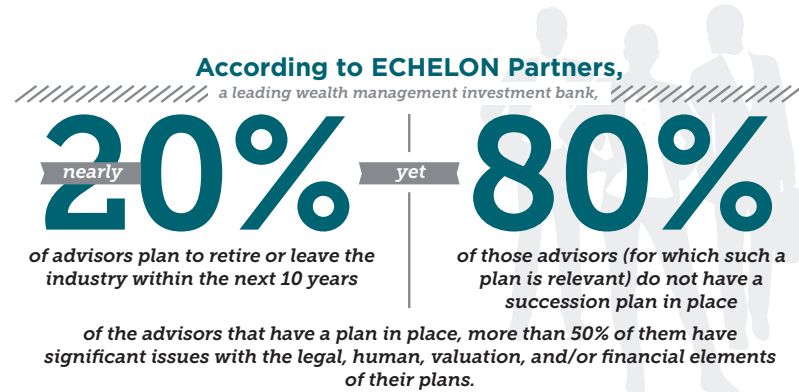 According to ECHELON Partners,
a leading wealth management investment bank,
nearly
20%
of advisors plan to retire or leave the
industry within the next 10 years
yet
80%
of those advisors (for which such a
plan is relevant) do not have a
succession plan in place
of the advisors that have a plan in place, more than 50% of them have
significant issues with the legal, human, valuation, and/or financial elements
of their plans.